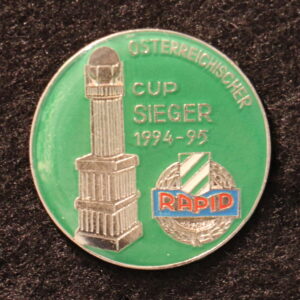 ÖSTERREICHISCHER
CUP
SIEGER
1994-95
RAPID